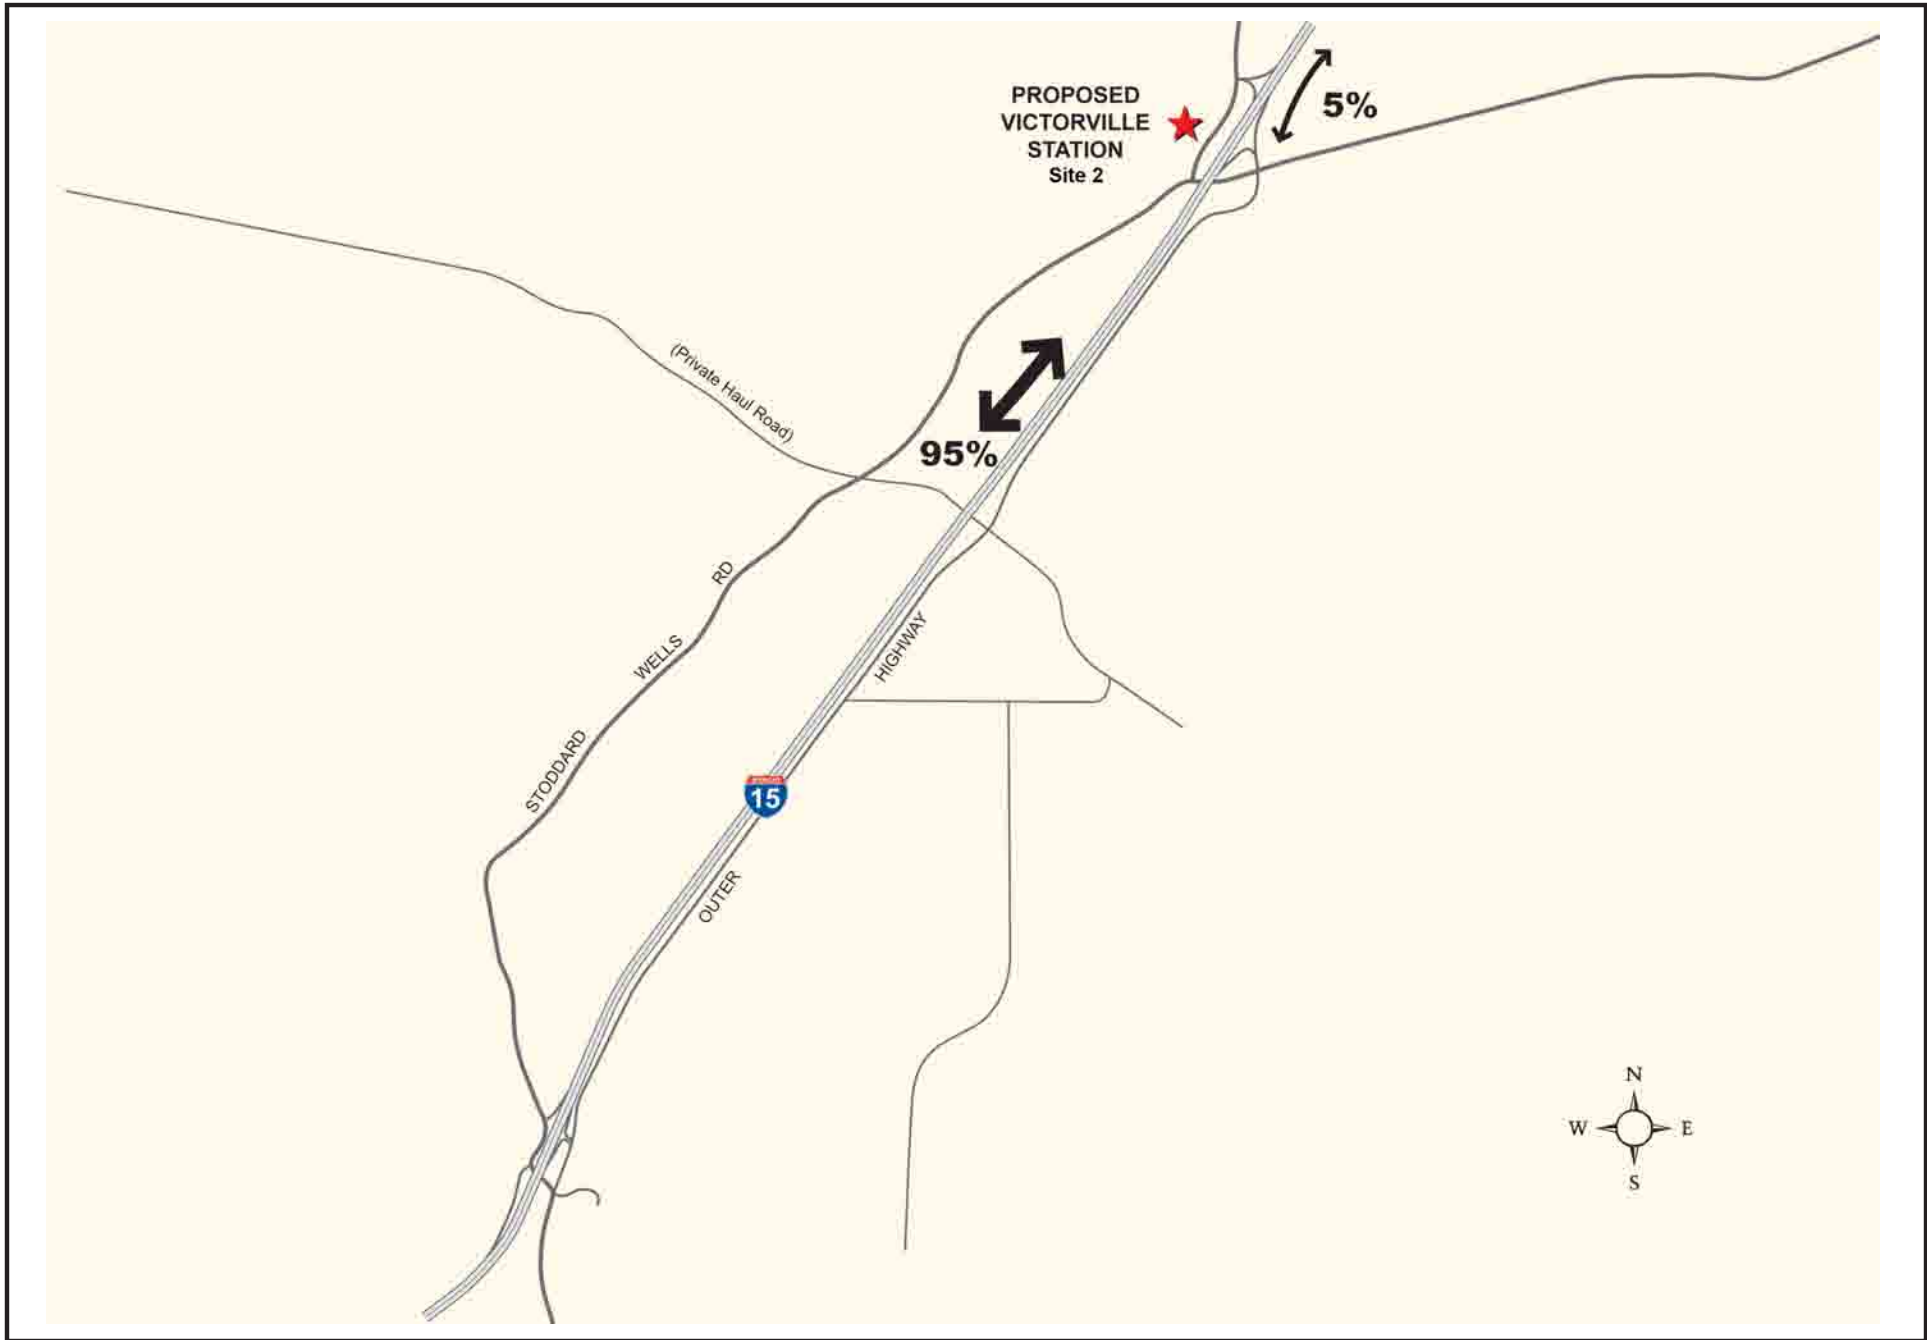 PROPOSED
VICTORVILLE
STATION
Site 2
5%
(Private Haul Road)
95%
RD
WELLS
STODDARD
HIGHWAY
15
OUTER
N
W
E
S